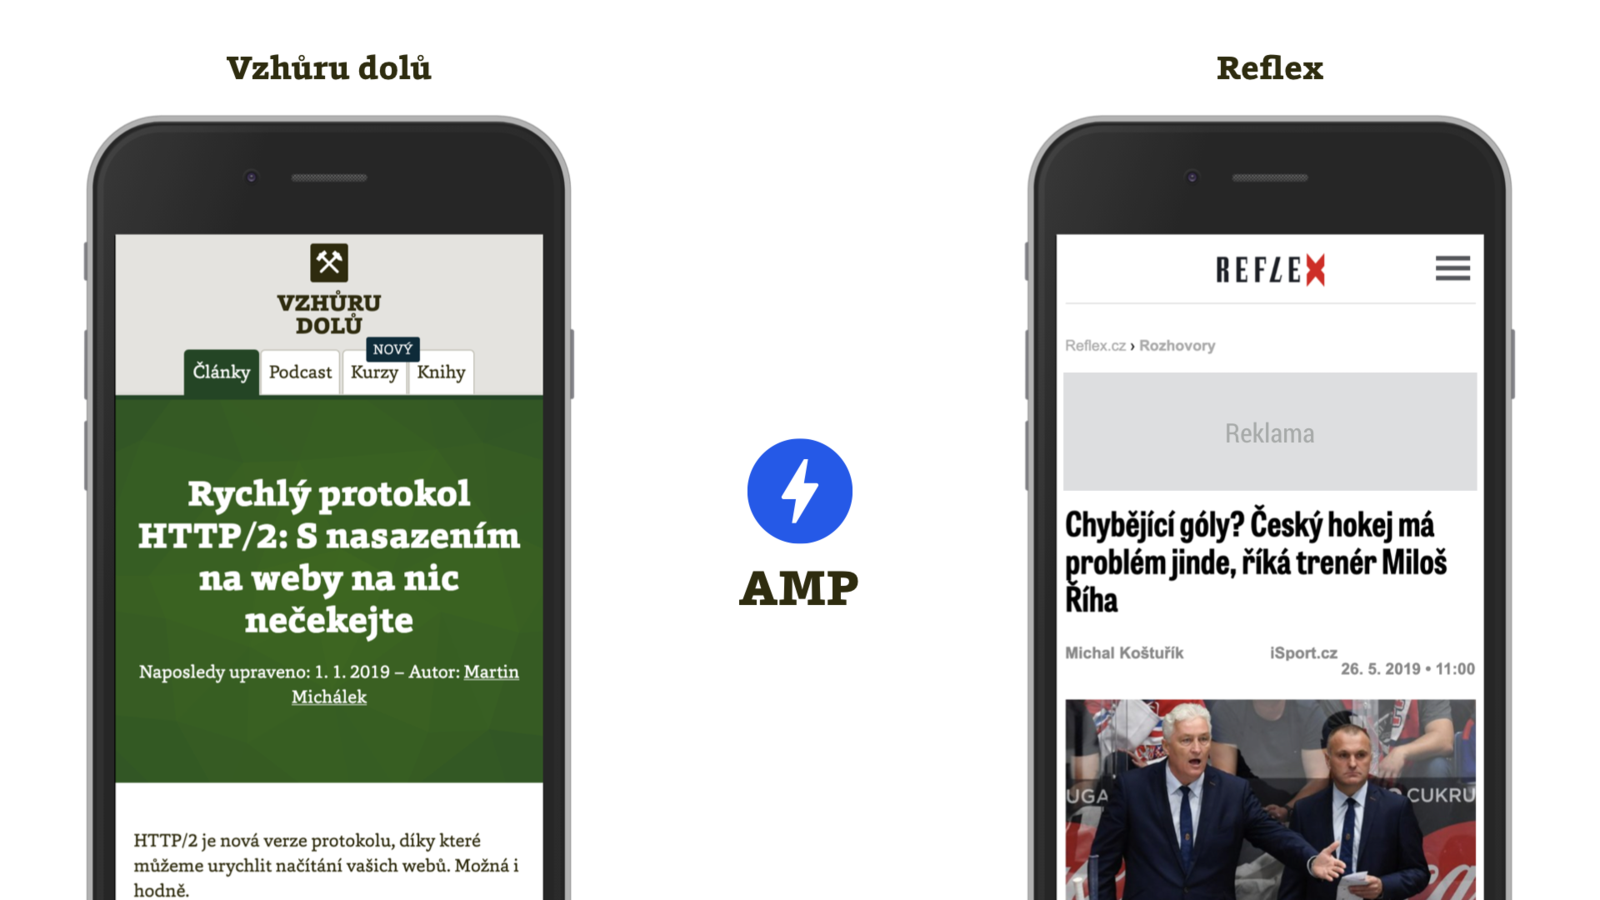 Vzhůru dolů
VZHŮRU
DOLŮ
NOVÝ
Články Podcast Kurzy Knihy
Rychlý protokol
HTTP/2: S nasazením
na weby na nic
nečekejte
Naposledy upraveno: 1. 1. 2019 – Autor: Martin
Michálek
HTTP/2 je nová verze protokolu, díky které
můžeme urychlit načítání vašich webů. Možná i
hodně.
AMP
Reflex
REFLEX
Reflex.cz › Rozhovory
Reklama
Chybějící góly? Český hokej má
problém jinde, říká trenér Miloš
Říha
Michal Koštuřík iSport.cz
26. 5. 2019 • 11:00
UGA CUKRU